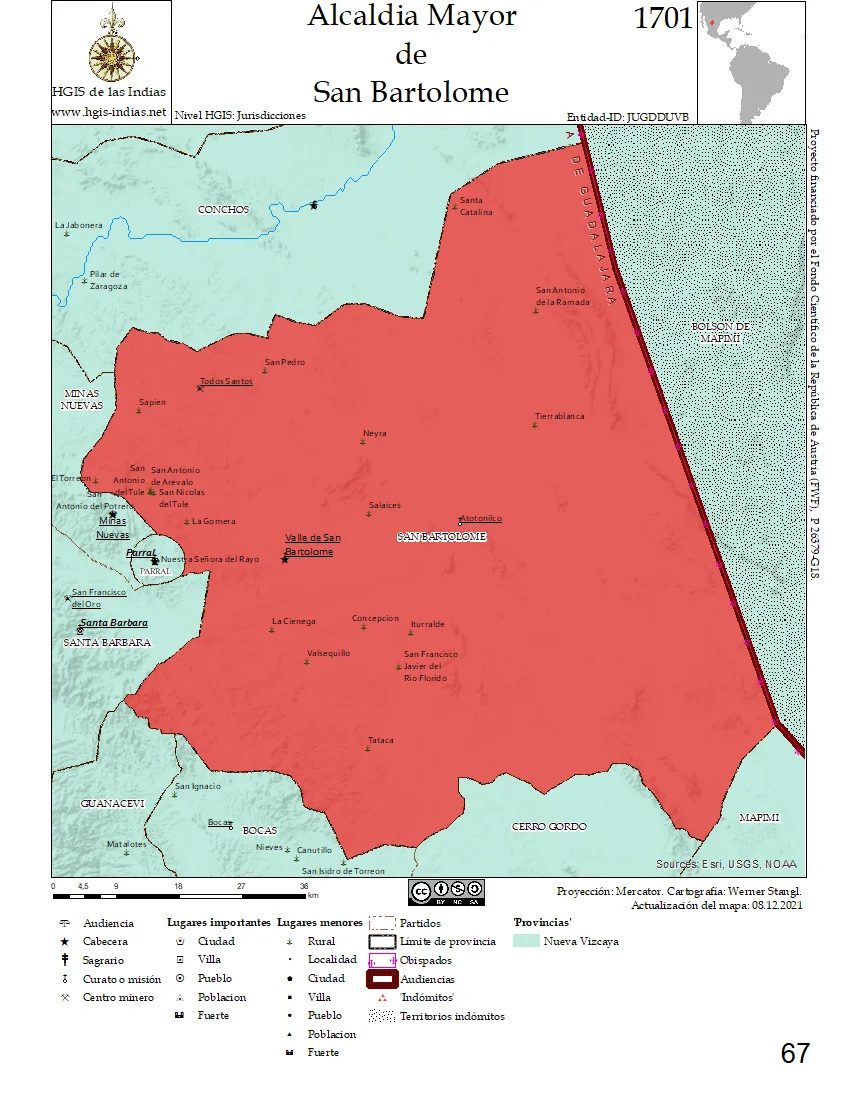 Alcaldia Mayor
de
San Bartolome
1701
HGIS de las Indias
www.hgis-indias.net
Nivel HGIS: Jurisdicciones
Entidad-ID: JUGDDUVB
Proyecto financiado por el Fondo Científico de la República de Austria (FWF), P 26379-G18.
A DE GUADALAJARA
CONCHOS
Santa
Catalina
La Jabonera
Pilar de
Zaragoza
San Antonio
de la Ramada
BOLSON DE
MAPIMI
San Pedro
Todos Santos
MINAS
NUEVAS
Sapien
Tierrablanca
Neyra
El Torreon
San
Antonio
del Tule
San Antonio
de Arevalo
San Nicolas
del Tule
San
Antonio del Potrero
Minas
Nuevas
La Gomera
Salaices
Atotonilco
SAN BARTOLOME
Valle de San
Bartolome
Parral
Nuestra Señora del Rayo
PARRAL
San Francisco
del Oro
Santa Barbara
SANTA BARBARA
La Cienega
Concepcion
Iturralde
Valsequillo
San Francisco
Javier del
Rio Florido
Tataca
San Ignacio
GUANACEVI
Bocas
BOCAS
CERRO GORDO
MAPIMI
Matalotes
Nieves
Canutillo
San Isidro de Torreon
Sources: Esri, USGS, NOAA
0 4,5 9 18 27 36
km
CC BY NC SA
Proyección: Mercator. Cartografía: Werner Stangl.
Actualización del mapa: 08.12.2021
Audiencia
Cabecera
Sagrario
Curato o misión
Centro minero
Lugares importantes
Ciudad
Villa
Pueblo
Poblacion
Fuerte
Lugares menores
Rural
Localidad
Ciudad
Villa
Pueblo
Poblacion
Fuerte
Partidos
Límite de provincia
Obispados
Audiencias
'Indómitos'
Territorios indómitos
'Provincias'
Nueva Vizcaya
67